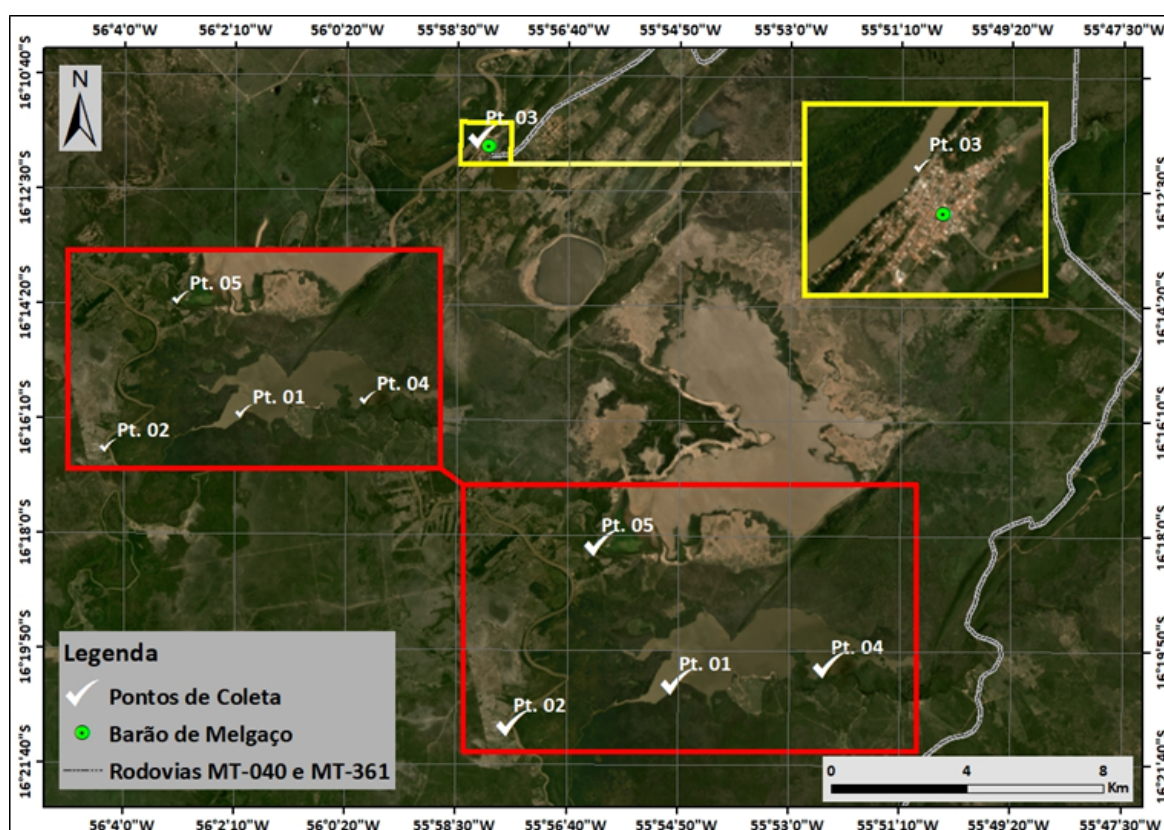 56°4'0"W 56°2'10"W 56°0'20"W 55°58'30"W 55°56'40"W 55°54'50"W 55°53'0"W 55°51'10"W 55°49'20"W 55°47'30"W
16°10'40"S
16°12'30"S
16°14'20"S
16°16'10"S
16°18'0"S
16°19'50"S
16°21'40"S
N
Pt. 03
Pt. 03
Pt. 05
Pt. 01
Pt. 04
Pt. 02
Pt. 05
Pt. 04
Pt. 01
Pt. 02
Legenda
Pontos de Coleta
Barão de Melgaço
Rodovias MT-040 e MT-361
0 4 8
Km
16°10'40"S
16°12'30"S
16°14'20"S
16°16'10"S
16°18'0"S
16°19'50"S
16°21'40"S
56°4'0"W 56°2'10"W 56°0'20"W 55°58'30"W 55°56'40"W 55°54'50"W 55°53'0"W 55°51'10"W 55°49'20"W 55°47'30"W